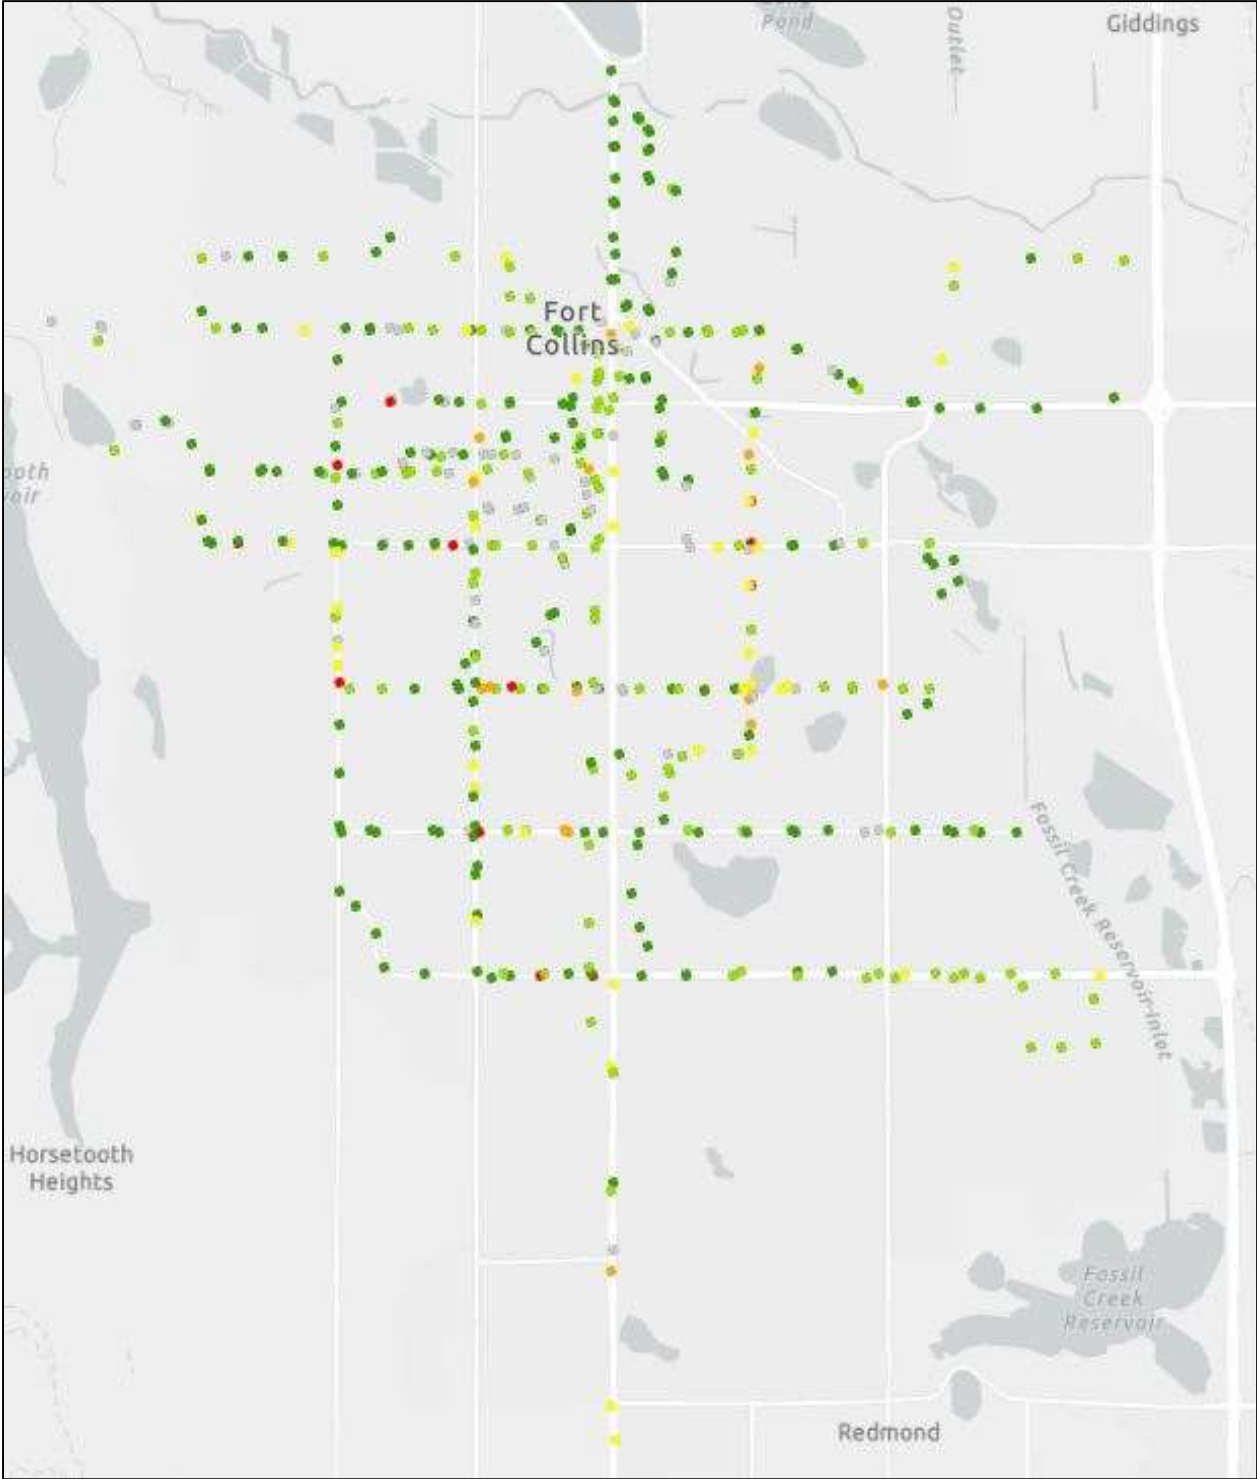 Pond
Outlet
Giddings
Fort
Collins
Fossil Creek Reservoir Inlet
Horsetooth
Heights
Fossil
Creek
Reservoir
Redmond